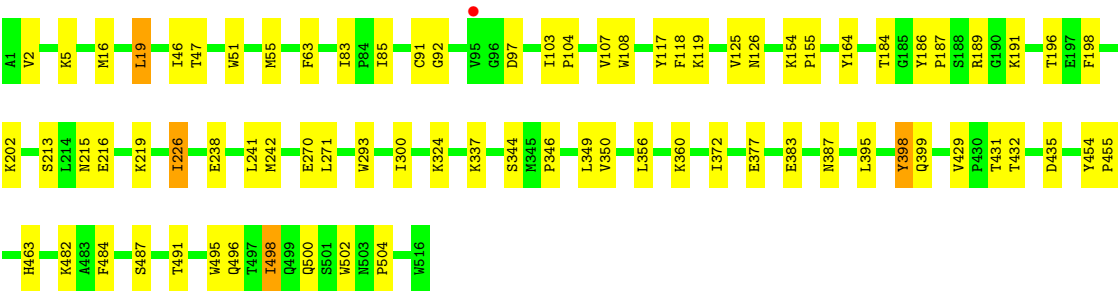 A1 V2 K5 M16 L19 I46 T47 W51 M55 F63 I83 P84 I85 C91 G92 V95 G96 D97 I103 P104 V107 W108 Y117 F118 K119 V125 N126 K154 P155 Y164 T184 G185 Y186 P187 S188 R189 G190 K191 T196 E197 F198
K202 S213 L214 N215 E216 K219 I226 E238 L241 M242 E270 L271 W293 I300 K324 K337 S344 M345 P346 L349 V350 L356 K360 I372 E377 E383 N387 L395 Y398 Q399 V429 P430 T431 T432 D435 Y454 P455
H463 K482 A483 F484 S487 T491 W495 Q496 T497 I498 Q499 Q500 S501 W502 N503 P504 W516